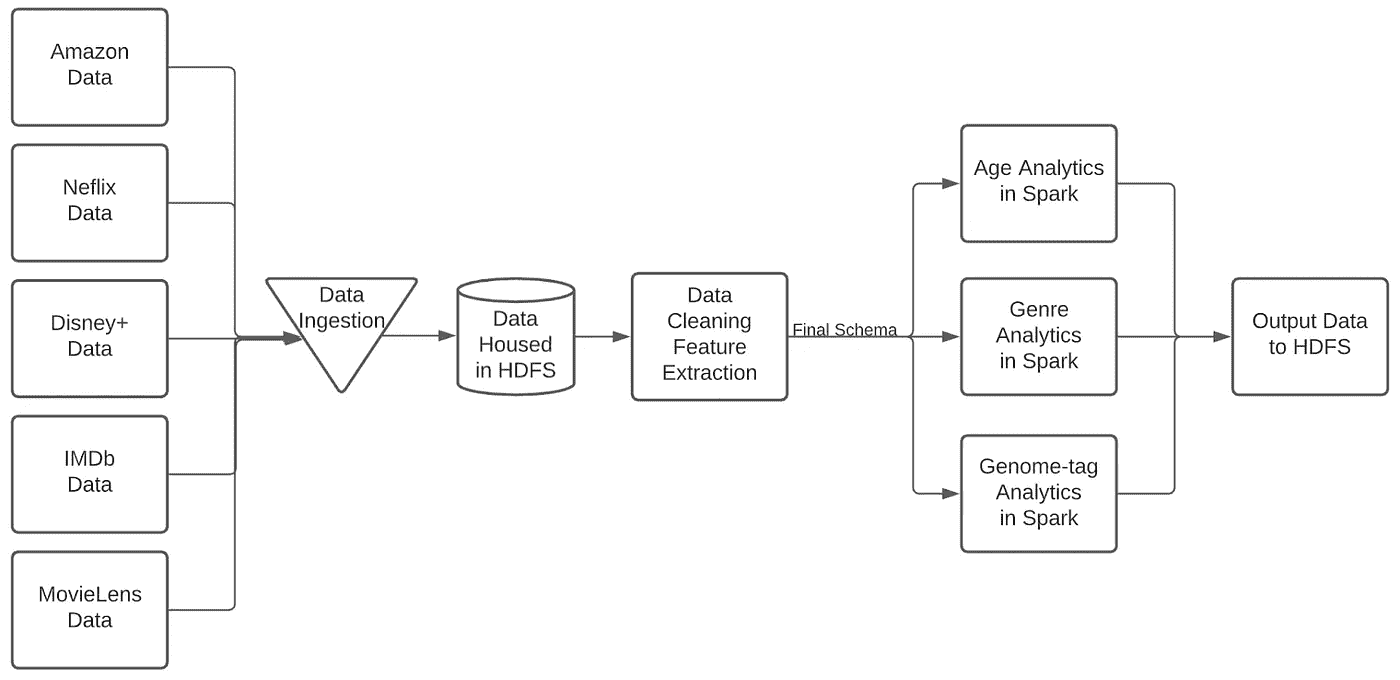 Amazon
Data
Neflix
Data
Disney+
Data
IMDb
Data
MovieLens
Data
Data
Ingestion
Data
Housed
in HDFS
Data
Cleaning
Feature
Extraction
Final Schema
Age Analytics
in Spark
Genre
Analytics
in Spark
Genome-tag
Analytics
in Spark
Output Data
to HDFS